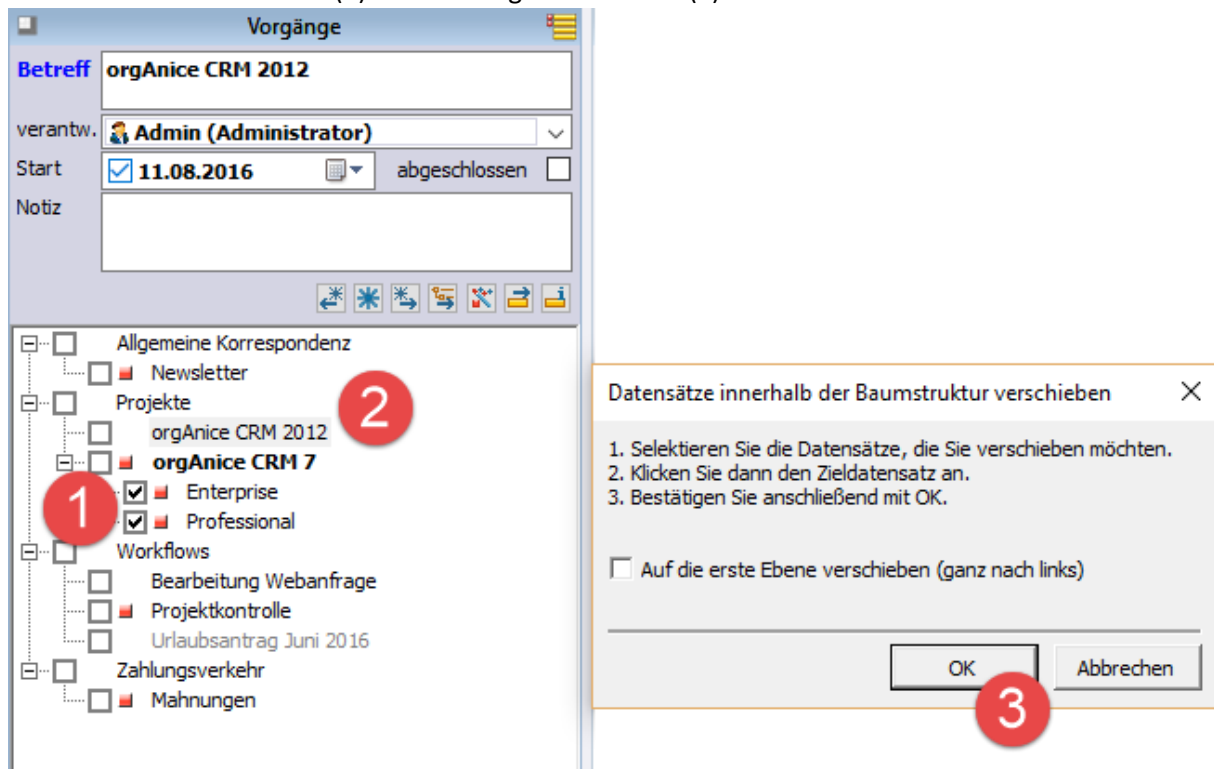 Vorgänge
Betreff orgAnice CRM 2012
verantw. Admin (Administrator)
Start 11.08.2016 abgeschlossen
Notiz
Allgemeine Korrespondenz
Newsletter
Projekte
2
orgAnice CRM 2012
orgAnice CRM 7
1
Enterprise
Professional
Workflows
Bearbeitung Webanfrage
Projektkontrolle
Urlaubsantrag Juni 2016
Zahlungsverkehr
Mahnungen
Datensätze innerhalb der Baumstruktur verschieben
1. Selektieren Sie die Datensätze, die Sie verschieben möchten.
2. Klicken Sie dann den Zieldatensatz an.
3. Bestätigen Sie anschließend mit OK.
Auf die erste Ebene verschieben (ganz nach links)
OK Abbrechen
3